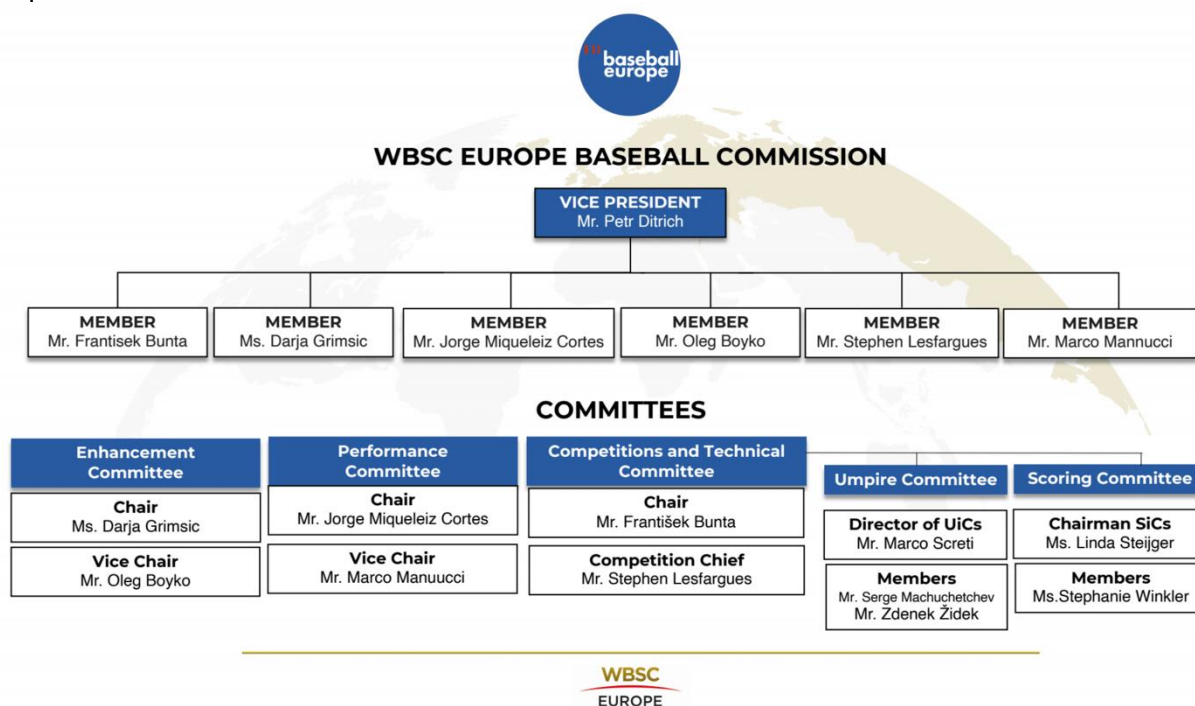 baseball
europe
WBSC EUROPE BASEBALL COMMISSION
VICE PRESIDENT
Mr. Petr Ditrich
MEMBER
Mr. Frantisek Bunta
MEMBER
Ms. Darja Grimsic
MEMBER
Mr. Jorge Miqueleiz Cortes
MEMBER
Mr. Oleg Boyko
MEMBER
Mr. Stephen Lesfargues
MEMBER
Mr. Marco Mannucci
COMMITTEES
Enhancement
Committee
Chair
Ms. Darja Grimsic
Vice Chair
Mr. Oleg Boyko
Performance
Committee
Chair
Mr. Jorge Miqueleiz Cortes
Vice Chair
Mr. Marco Manuucci
Competitions and Technical
Committee
Chair
Mr. František Bunta
Competition Chief
Mr. Stephen Lesfargues
Umpire Committee
Director of UiCs
Mr. Marco Screti
Members
Mr. Serge Machuchetchev
Mr. Zdenek Židek
Scoring Committee
Chairman SiCs
Ms. Linda Steijger
Members
Ms.Stephanie Winkler
WBSC
EUROPE